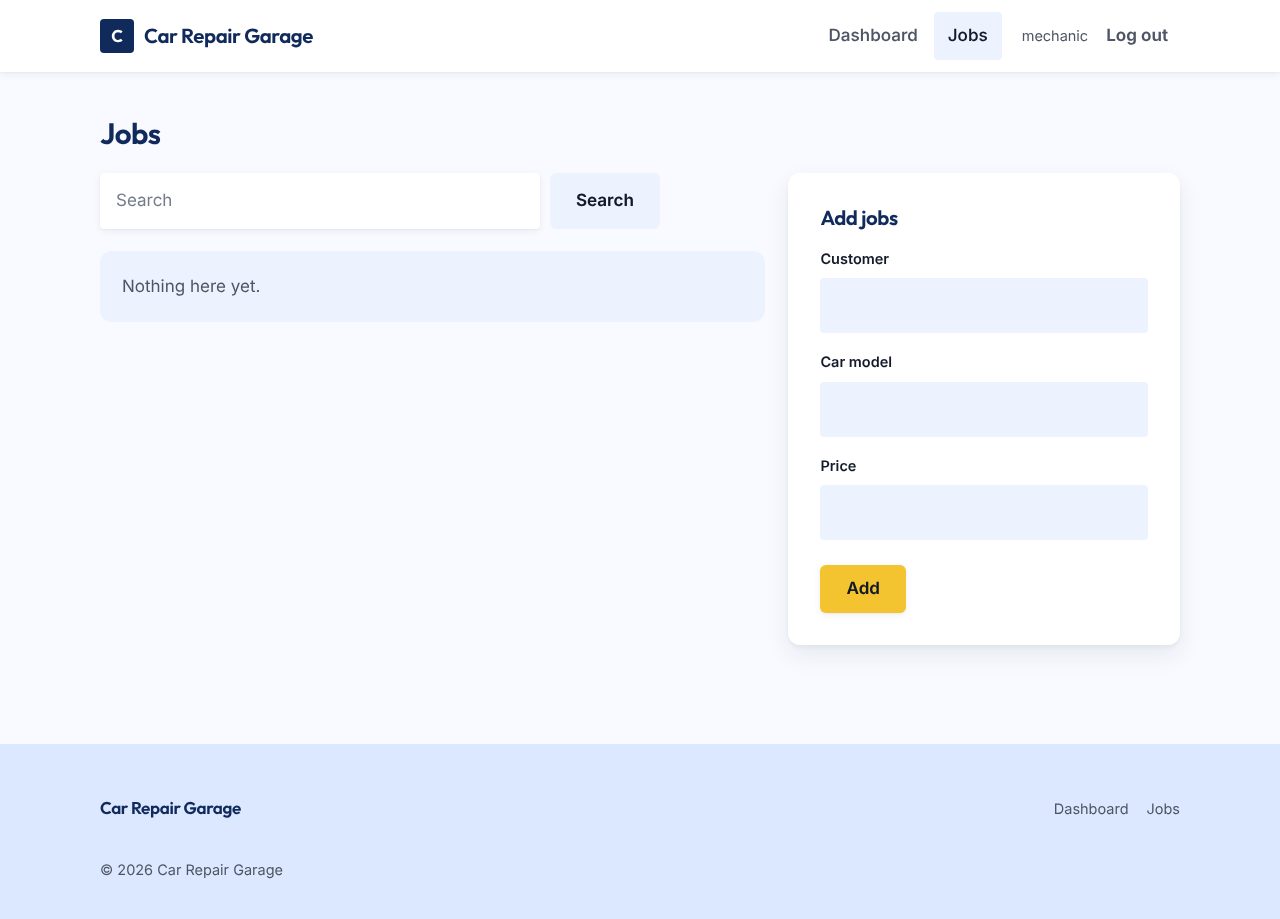 C Car Repair Garage Dashboard Jobs mechanic Log out
Jobs
Search Search
Nothing here yet.
Add jobs
Customer
Car model
Price
Add
Car Repair Garage Dashboard Jobs
© 2026 Car Repair Garage